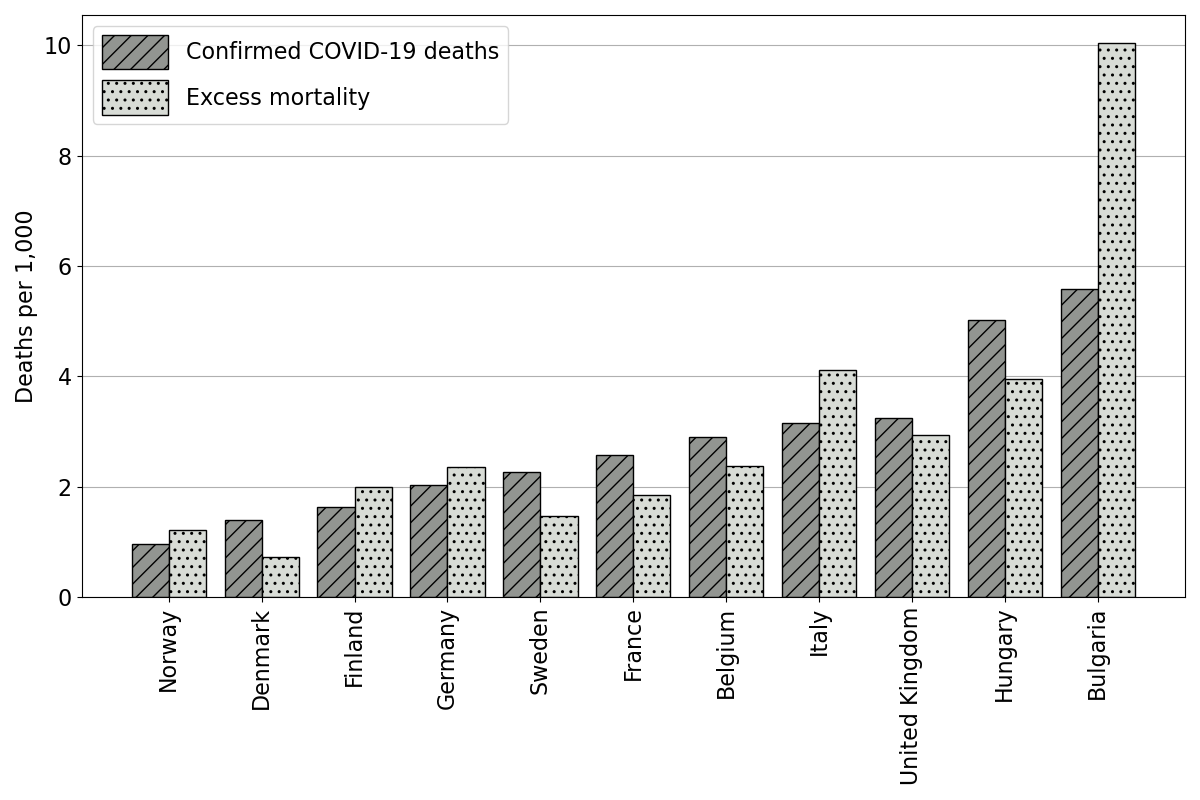 Confirmed COVID-19 deaths
Excess mortality
Deaths per 1,000
10
8
6
4
2
0
Norway
Denmark
Finland
Germany
Sweden
France
Belgium
Italy
United Kingdom
Hungary
Bulgaria